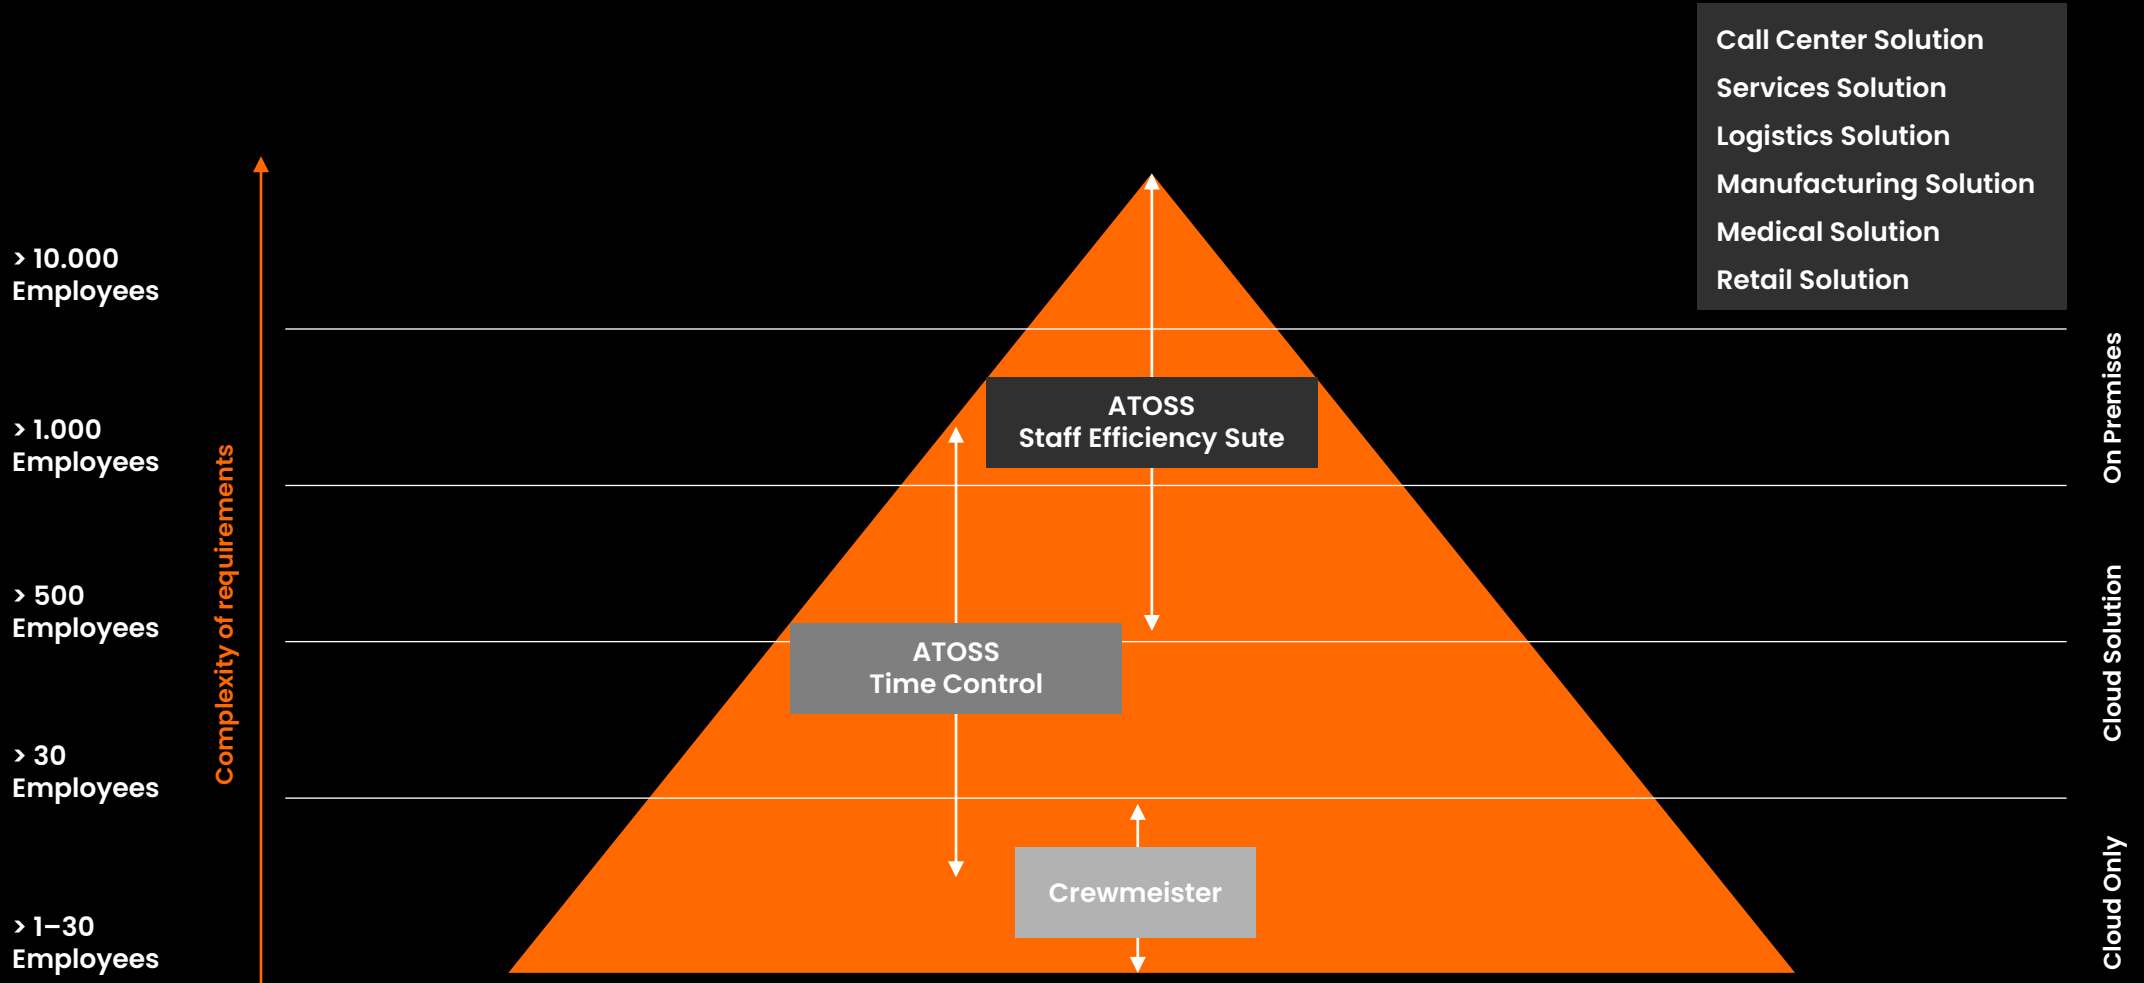 Call Center Solution
Services Solution
Logistics Solution
Manufacturing Solution
Medical Solution
Retail Solution
> 10.000
Employees
> 1.000
Employees
> 500
Employees
> 30
Employees
> 1–30
Employees
Complexity of requirements
ATOSS
Staff Efficiency Sute
ATOSS
Time Control
Crewmeister
On Premises
Cloud Solution
Cloud Only